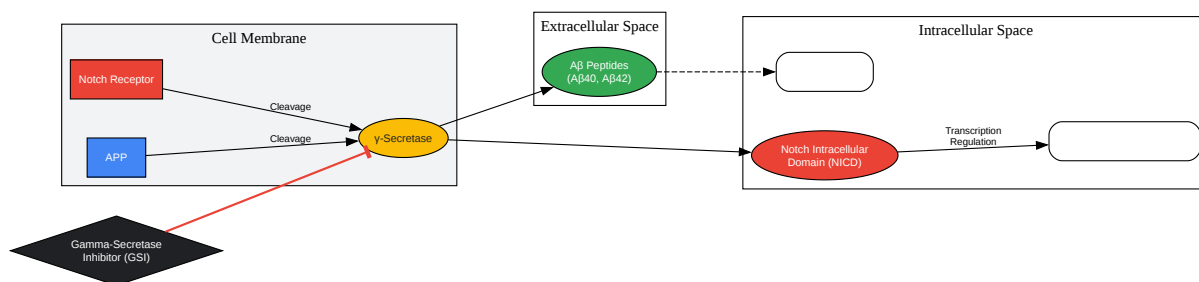 Cell Membrane
Notch Receptor
APP
Cleavage
Cleavage
γ-Secretase
Gamma-Secretase
Inhibitor (GSI)
Extracellular Space
Aβ Peptides
(Aβ40, Aβ42)
Intracellular Space
Notch Intracellular
Domain (NICD)
Transcription
Regulation